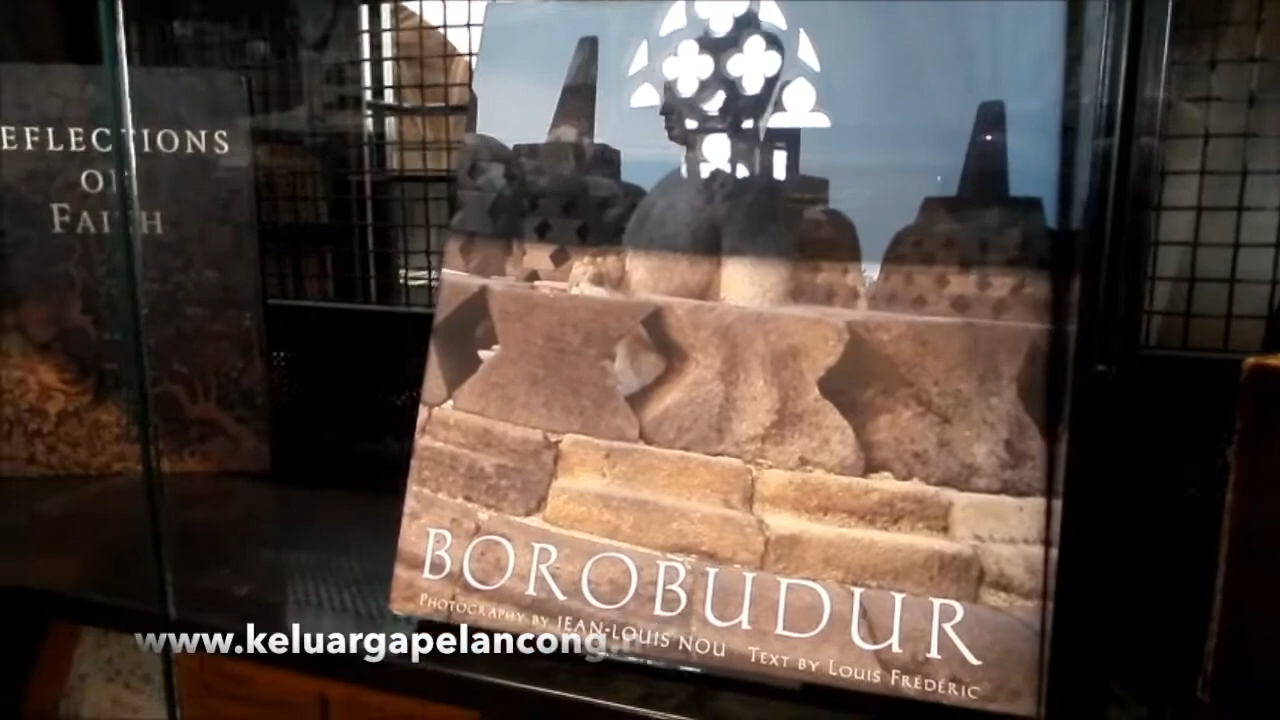 EFLECTIONS
OF
FAITH
BOROBUDUR
PHOTOGRAPHY BY JEAN-LOUIS NOU TEXT BY LOUIS FRÉDÉRIC
www.keluargapelancong.